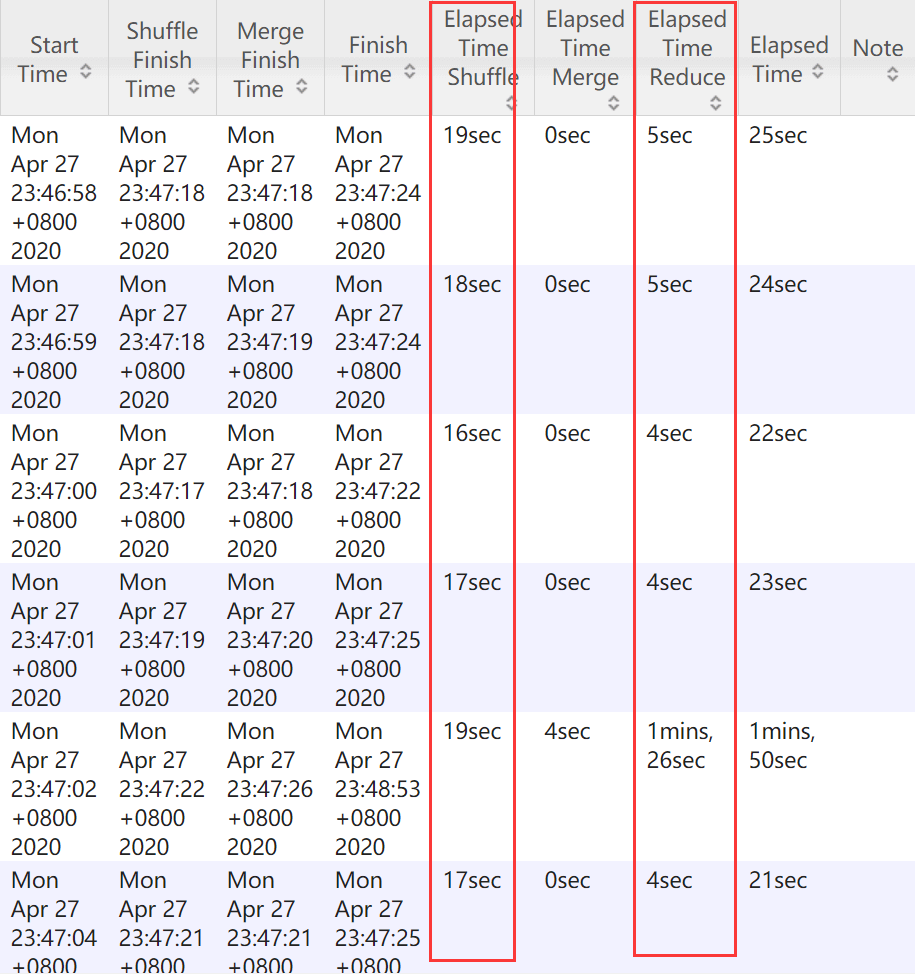 Start Time
Shuffle Finish Time
Merge Finish Time
Finish Time
Elapsed Time Shuffle
Elapsed Time Merge
Elapsed Time Reduce
Elapsed Time
Note
Mon Apr 27 23:46:58 +0800 2020
Mon Apr 27 23:47:18 +0800 2020
Mon Apr 27 23:47:18 +0800 2020
Mon Apr 27 23:47:24 +0800 2020
19sec
0sec
5sec
25sec
Mon Apr 27 23:46:59 +0800 2020
Mon Apr 27 23:47:18 +0800 2020
Mon Apr 27 23:47:19 +0800 2020
Mon Apr 27 23:47:24 +0800 2020
18sec
0sec
5sec
24sec
Mon Apr 27 23:47:00 +0800 2020
Mon Apr 27 23:47:17 +0800 2020
Mon Apr 27 23:47:18 +0800 2020
Mon Apr 27 23:47:22 +0800 2020
16sec
0sec
4sec
22sec
Mon Apr 27 23:47:01 +0800 2020
Mon Apr 27 23:47:19 +0800 2020
Mon Apr 27 23:47:20 +0800 2020
Mon Apr 27 23:47:25 +0800 2020
17sec
0sec
4sec
23sec
Mon Apr 27 23:47:02 +0800 2020
Mon Apr 27 23:47:22 +0800 2020
Mon Apr 27 23:47:26 +0800 2020
Mon Apr 27 23:48:53 +0800 2020
19sec
4sec
1mins, 26sec
1mins, 50sec
Mon Apr 27 23:47:04 +0800
Mon Apr 27 23:47:21 +0800
Mon Apr 27 23:47:21 +0800
Mon Apr 27 23:47:25 +0800
17sec
0sec
4sec
21sec